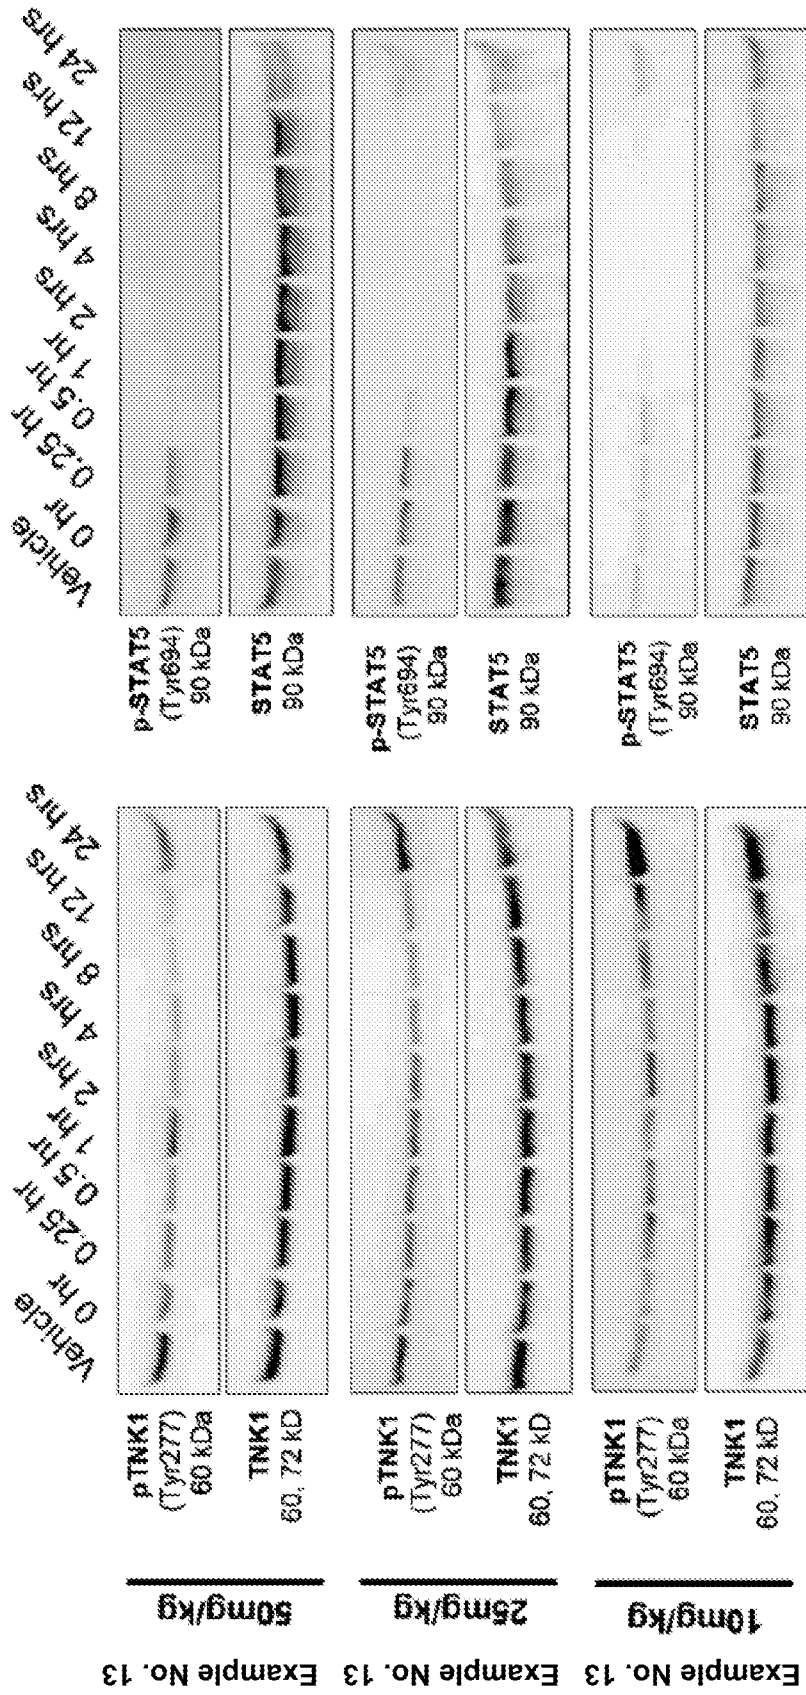 Vehicle 0 hr 0.25 hr 0.5 hr 1 hr 2 hrs 4 hrs 8 hrs 12 hrs 24 hrs
Vehicle 0 hr 0.25 hr 0.5 hr 1 hr 2 hrs 4 hrs 8 hrs 12 hrs 24 hrs
Example No. 13
50mg/kg
pTNK1
(Tyr277)
60 kDa
TNK1
60, 72 kD
p-STAT5
(Tyr694)
90 kDa
STAT5
90 kDa
Example No. 13
25mg/kg
pTNK1
(Tyr277)
60 kDa
TNK1
60, 72 kD
p-STAT5
(Tyr694)
90 kDa
STAT5
90 kDa
Example No. 13
10mg/kg
pTNK1
(Tyr277)
60 kDa
TNK1
60, 72 kD
p-STAT5
(Tyr694)
90 kDa
STAT5
90 kDa